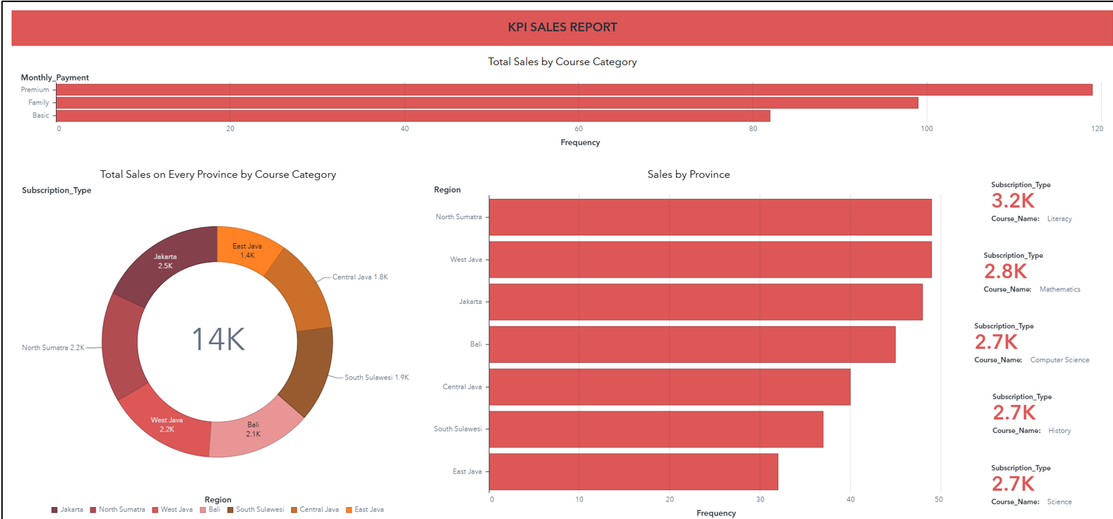 KPI SALES REPORT
Total Sales by Course Category
Monthly_Payment
Premium
Family
Basic
0 20 40 60 80 100 120
Frequency
Total Sales on Every Province by Course Category
Subscription_Type
Jakarta
2.5K
East Java
1.4K
Central Java 1.8K
14K
North Sumatra 2.2K
South Sulawesi 1.9K
West Java
2.2K
Bali
2.1K
Region
Jakarta North Sumatra West Java Bali South Sulawesi Central Java East Java
Sales by Province
Region
North Sumatra
West Java
Jakarta
Bali
Central Java
South Sulawesi
East Java
0 10 20 30 40 50
Frequency
Subscription_Type
3.2K
Course_Name: Literacy
Subscription_Type
2.8K
Course_Name: Mathematics
Subscription_Type
2.7K
Course_Name: Computer Science
Subscription_Type
2.7K
Course_Name: History
Subscription_Type
2.7K
Course_Name: Science